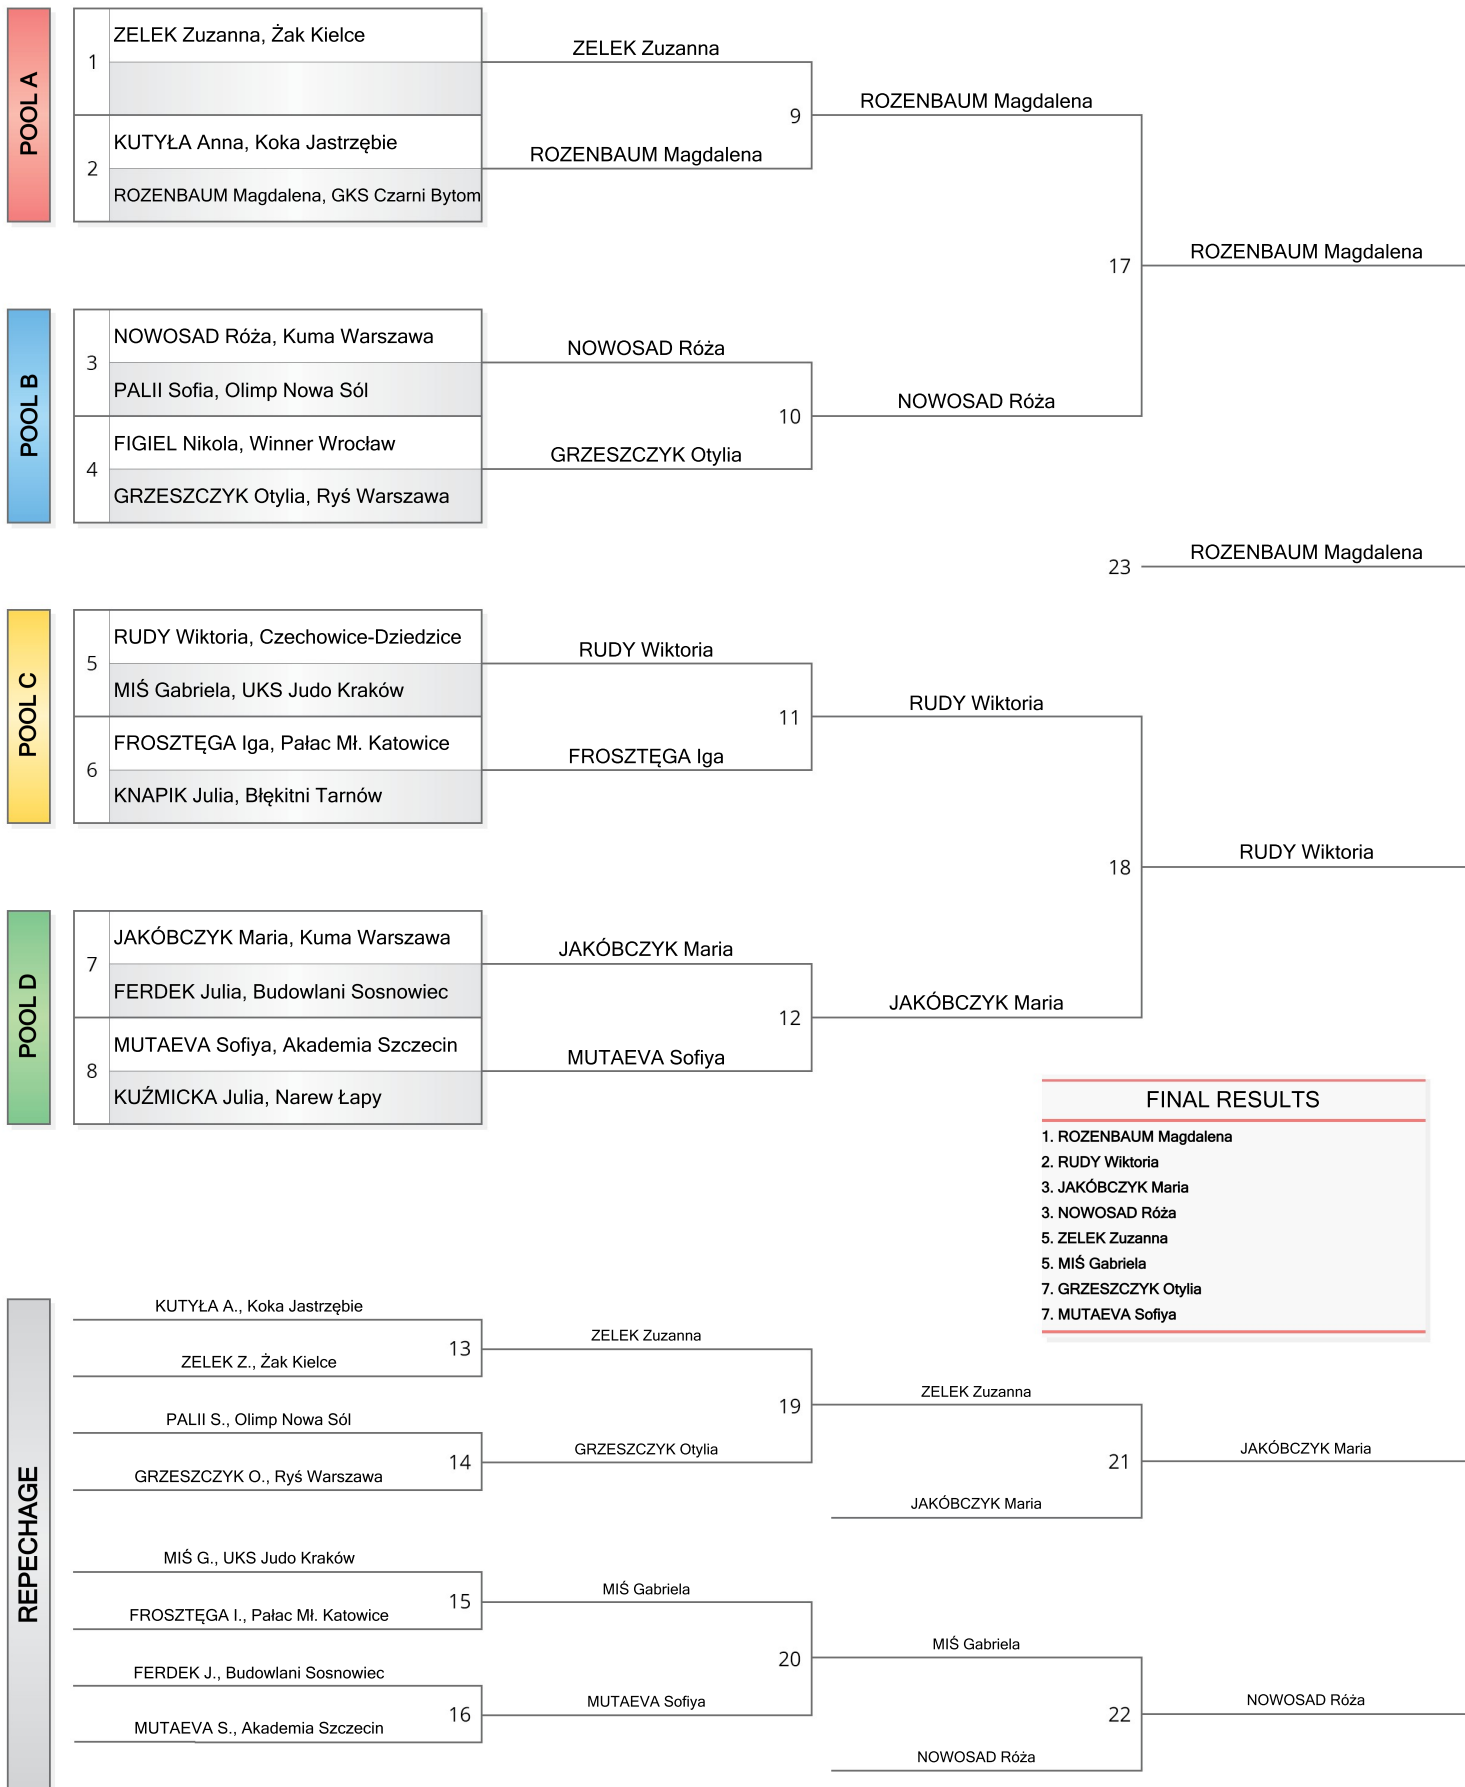 POOL A
1
ZELEK Zuzanna, Żak Kielce
2
KUTYŁA Anna, Koka Jastrzębie
ROZENBAUM Magdalena, GKS Czarni Bytom
ZELEK Zuzanna
ROZENBAUM Magdalena
9
ROZENBAUM Magdalena
POOL B
3
NOWOSAD Róża, Kuma Warszawa
PALII Sofia, Olimp Nowa Sól
4
FIGIEL Nikola, Winner Wrocław
GRZESZCZYK Otylia, Ryś Warszawa
NOWOSAD Róża
GRZESZCZYK Otylia
10
NOWOSAD Róża
17
ROZENBAUM Magdalena
23
ROZENBAUM Magdalena
POOL C
5
RUDY Wiktoria, Czechowice-Dziedzice
MIŚ Gabriela, UKS Judo Kraków
6
FROSZTĘGA Iga, Pałac Mł. Katowice
KNAPIK Julia, Błękitni Tarnów
RUDY Wiktoria
FROSZTĘGA Iga
11
RUDY Wiktoria
POOL D
7
JAKÓBCZYK Maria, Kuma Warszawa
FERDEK Julia, Budowlani Sosnowiec
8
MUTAEVA Sofiya, Akademia Szczecin
KUŹMICKA Julia, Narew Łapy
JAKÓBCZYK Maria
MUTAEVA Sofiya
12
JAKÓBCZYK Maria
18
RUDY Wiktoria
FINAL RESULTS
1. ROZENBAUM Magdalena
2. RUDY Wiktoria
3. JAKÓBCZYK Maria
3. NOWOSAD Róża
5. ZELEK Zuzanna
5. MIŚ Gabriela
7. GRZESZCZYK Otylia
7. MUTAEVA Sofiya
REPECHAGE
KUTYŁA A., Koka Jastrzębie
ZELEK Z., Żak Kielce
13
ZELEK Zuzanna
PALII S., Olimp Nowa Sól
GRZESZCZYK O., Ryś Warszawa
14
GRZESZCZYK Otylia
19
ZELEK Zuzanna
JAKÓBCZYK Maria
21
JAKÓBCZYK Maria
MIŚ G., UKS Judo Kraków
FROSZTĘGA I., Pałac Mł. Katowice
15
MIŚ Gabriela
FERDEK J., Budowlani Sosnowiec
MUTAEVA S., Akademia Szczecin
16
MUTAEVA Sofiya
20
MIŚ Gabriela
NOWOSAD Róża
22
NOWOSAD Róża